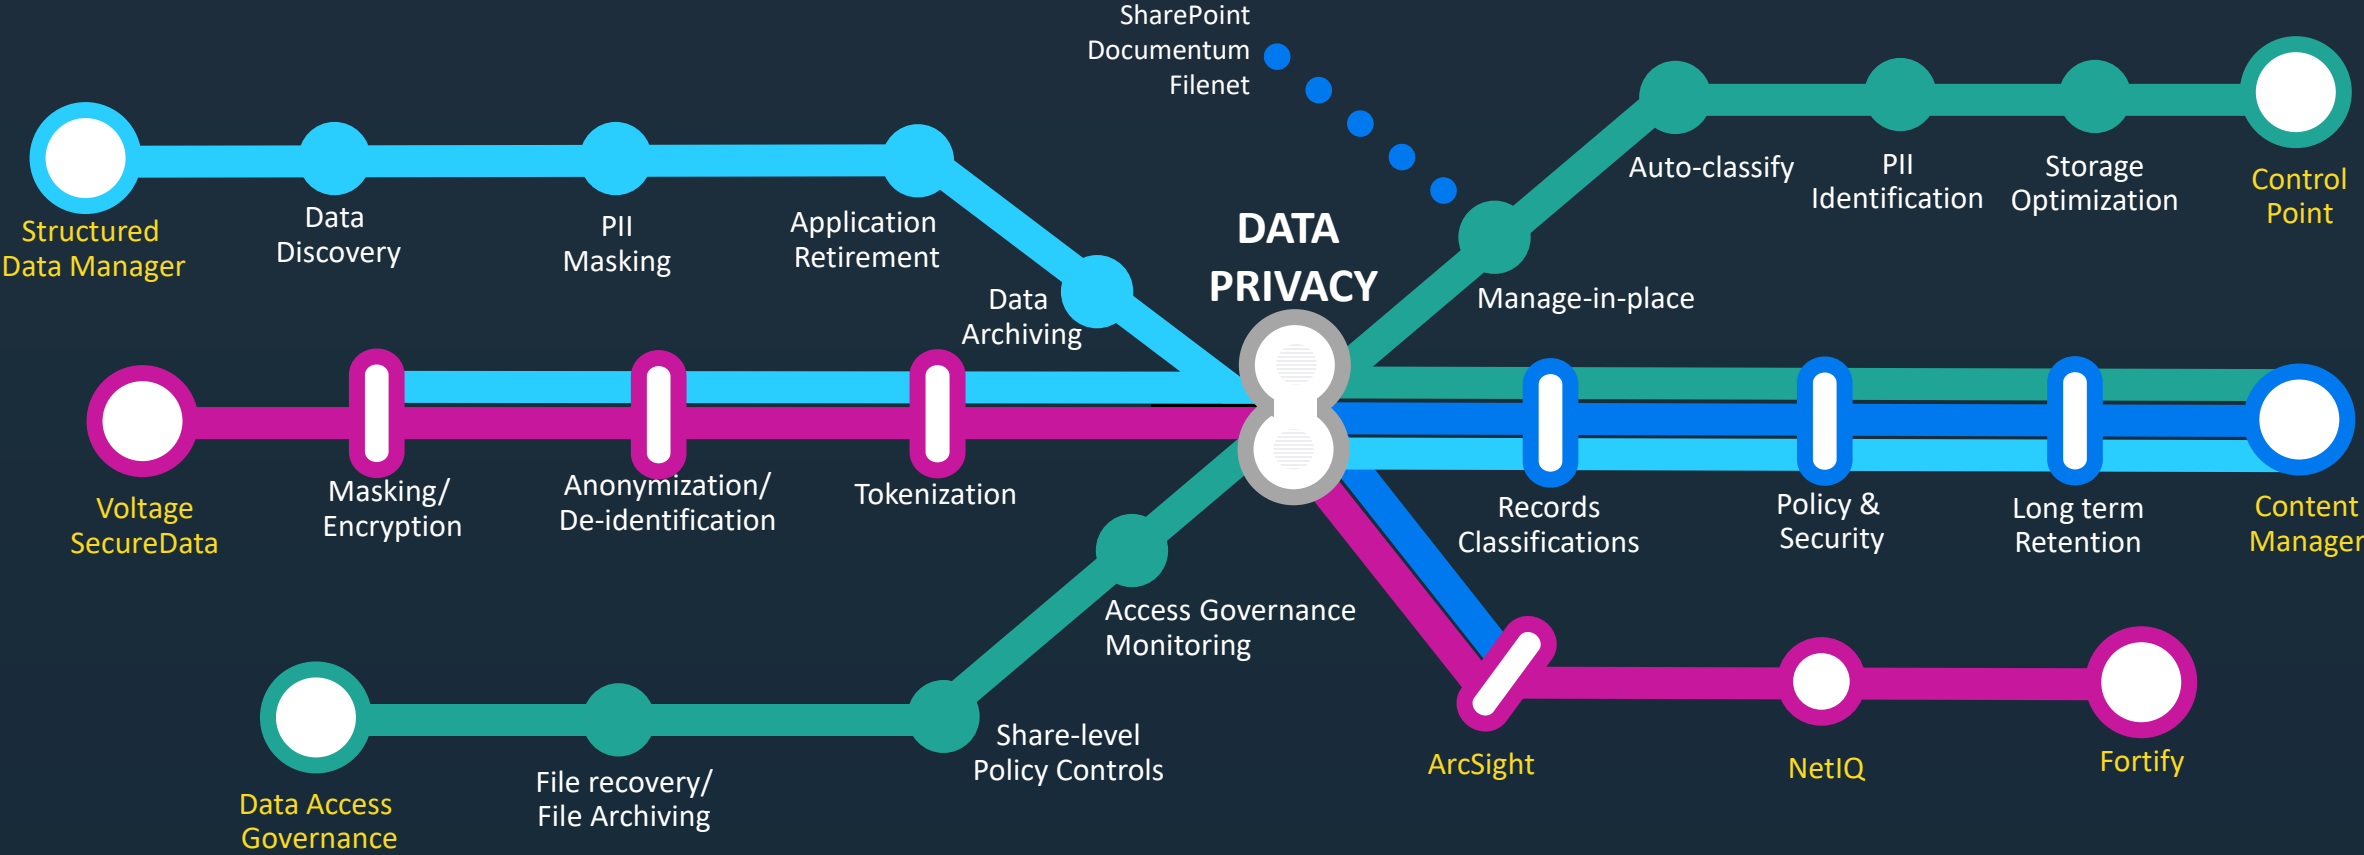 SharePoint
Documentum
Filenet
Structured
Data Manager
Data
Discovery
PII
Masking
Application
Retirement
Data
Archiving
DATA
PRIVACY
Manage-in-place
Auto-classify
PII
Identification
Storage
Optimization
Control
Point
Voltage
SecureData
Masking/
Encryption
Anonymization/
De-identification
Tokenization
Records
Classifications
Policy &
Security
Long term
Retention
Content
Manager
Data Access
Governance
File recovery/
File Archiving
Share-level
Policy Controls
Access Governance
Monitoring
ArcSight
NetIQ
Fortify